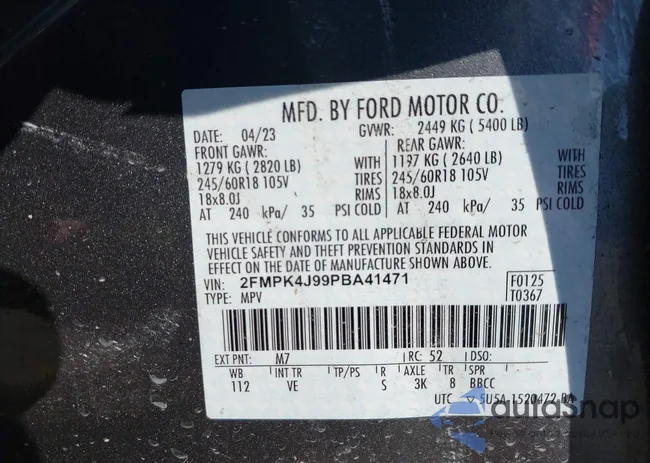 MFD. BY FORD MOTOR CO.
DATE: 04/23 GVWR: 2449 KG ( 5400 LB)
FRONT GAWR: REAR GAWR:
1279 KG ( 2820 LB) WITH 1197 KG ( 2640 LB) WITH
245/60R18 105V TIRES 245/60R18 105V TIRES
18x8.0J RIMS 18x8.0J RIMS
AT 240 kPa/ 35 PSI COLD AT 240 kPa/ 35 PSI COLD
THIS VEHICLE CONFORMS TO ALL APPLICABLE FEDERAL MOTOR
VEHICLE SAFETY AND THEFT PREVENTION STANDARDS IN
EFFECT ON THE DATE OF MANUFACTURE SHOWN ABOVE.
VIN: 2FMPK4J99PBA41471 F0125
TYPE: MPV T0367
EXT PNT: M7 RC: 52 DSO:
WB INT TR TP/PS R AXLE TR SPR
112 VE S 3K 8 BBCC
UTC 5U5A-1520472-BA
autoSnap